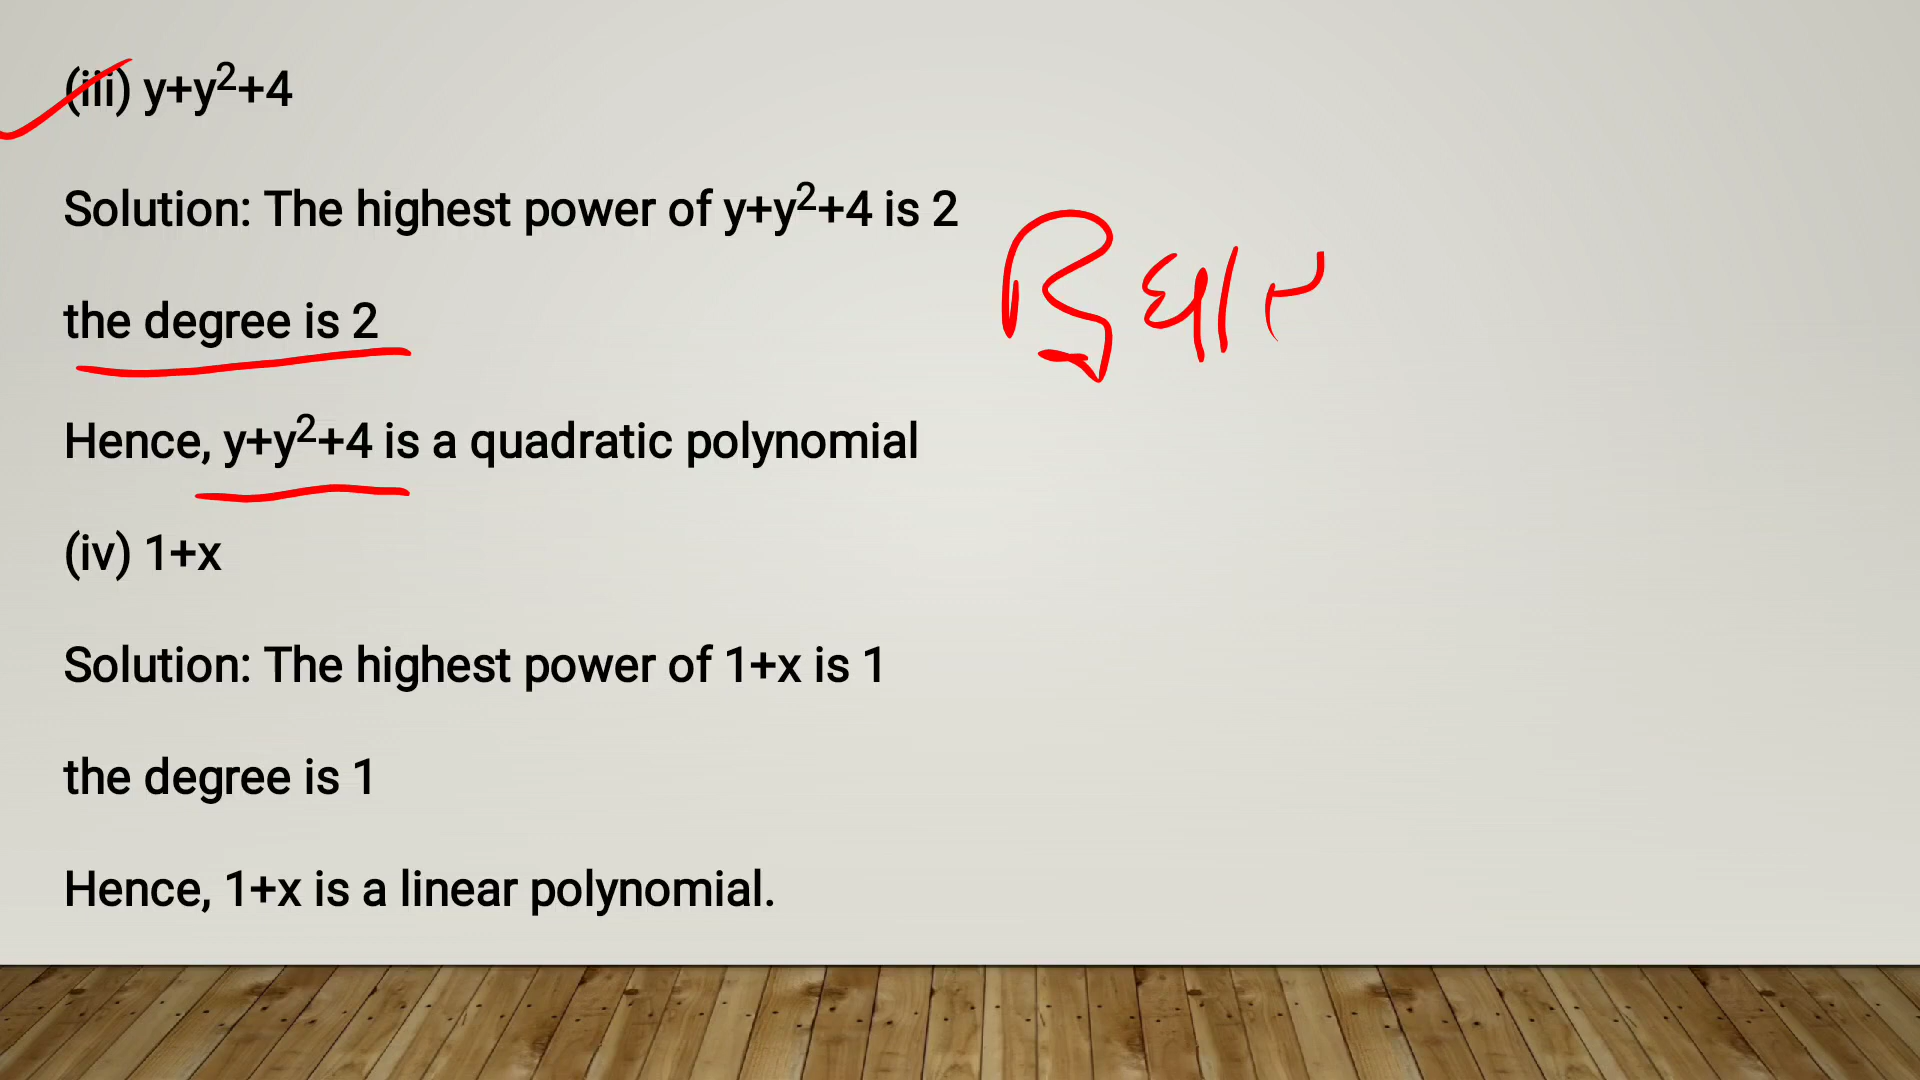 (iii) y+y²+4
Solution: The highest power of y+y²+4 is 2
the degree is 2
Hence, y+y²+4 is a quadratic polynomial
(iv) 1+x
Solution: The highest power of 1+x is 1
the degree is 1
Hence, 1+x is a linear polynomial.